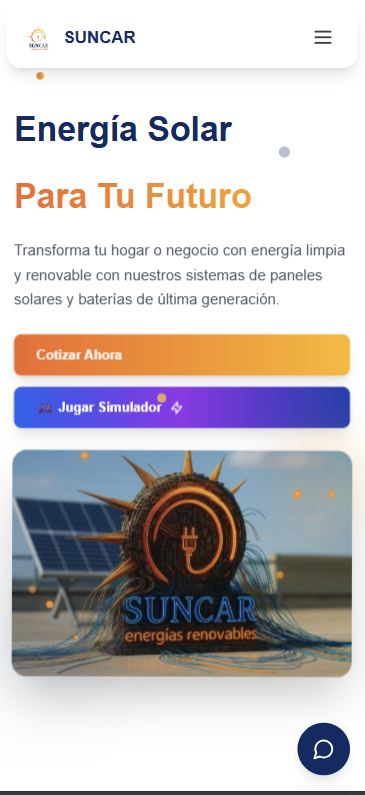 SUNCAR
SUNCAR
Energía Solar
Para Tu Futuro
Transforma tu hogar o negocio con energía limpia
y renovable con nuestros sistemas de paneles
solares y baterías de última generación.
Cotizar Ahora
Jugar Simulador
SUNCAR
energías renovables